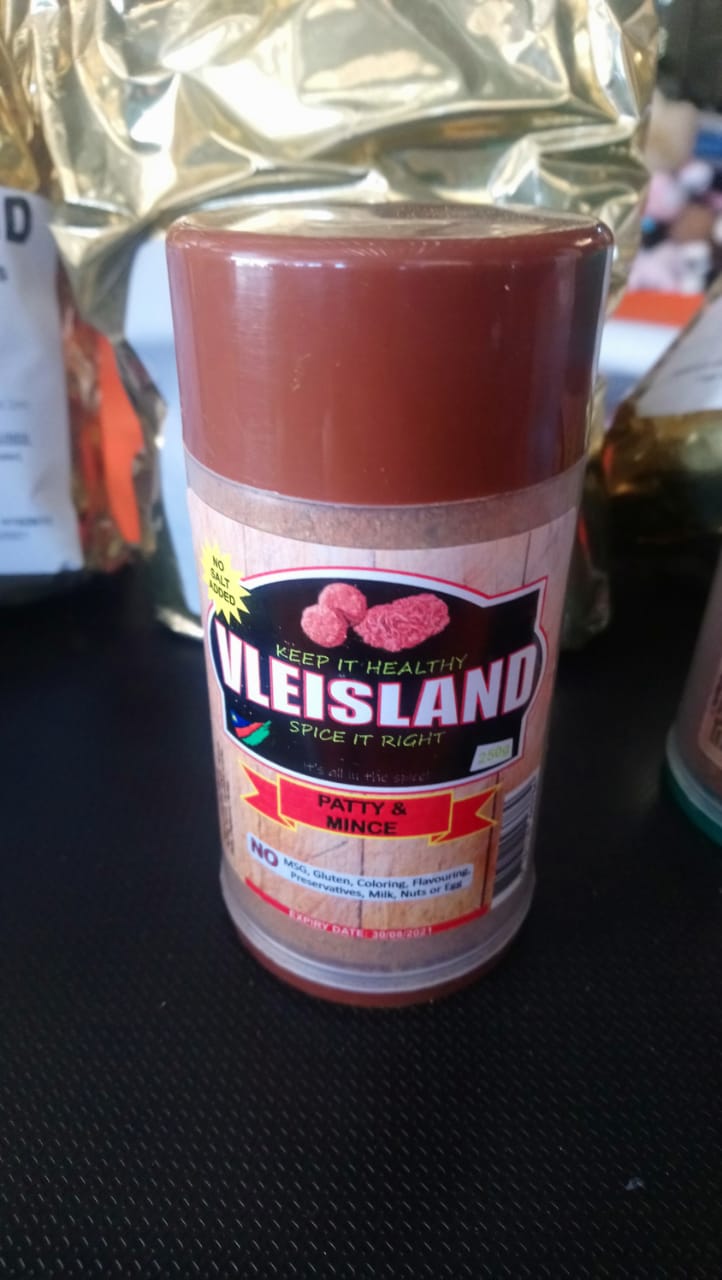 D
NO
SALT
ADDED
KEEP IT HEALTHY
VLEISLAND
SPICE IT RIGHT
250g
It's all in the spice!
PATTY &
MINCE
NO MSG, Gluten, Coloring, Flavouring,
Preservatives, Milk, Nuts or Egg
EXPIRY DATE: 30/08/2021